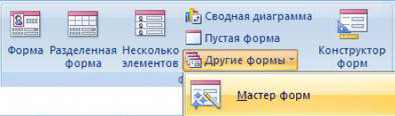 Форма
Разделенная
форма
Несколько
элементов
Сводная диаграмма
Пустая форма
Другие формы
Конструктор
форм
Мастер форм